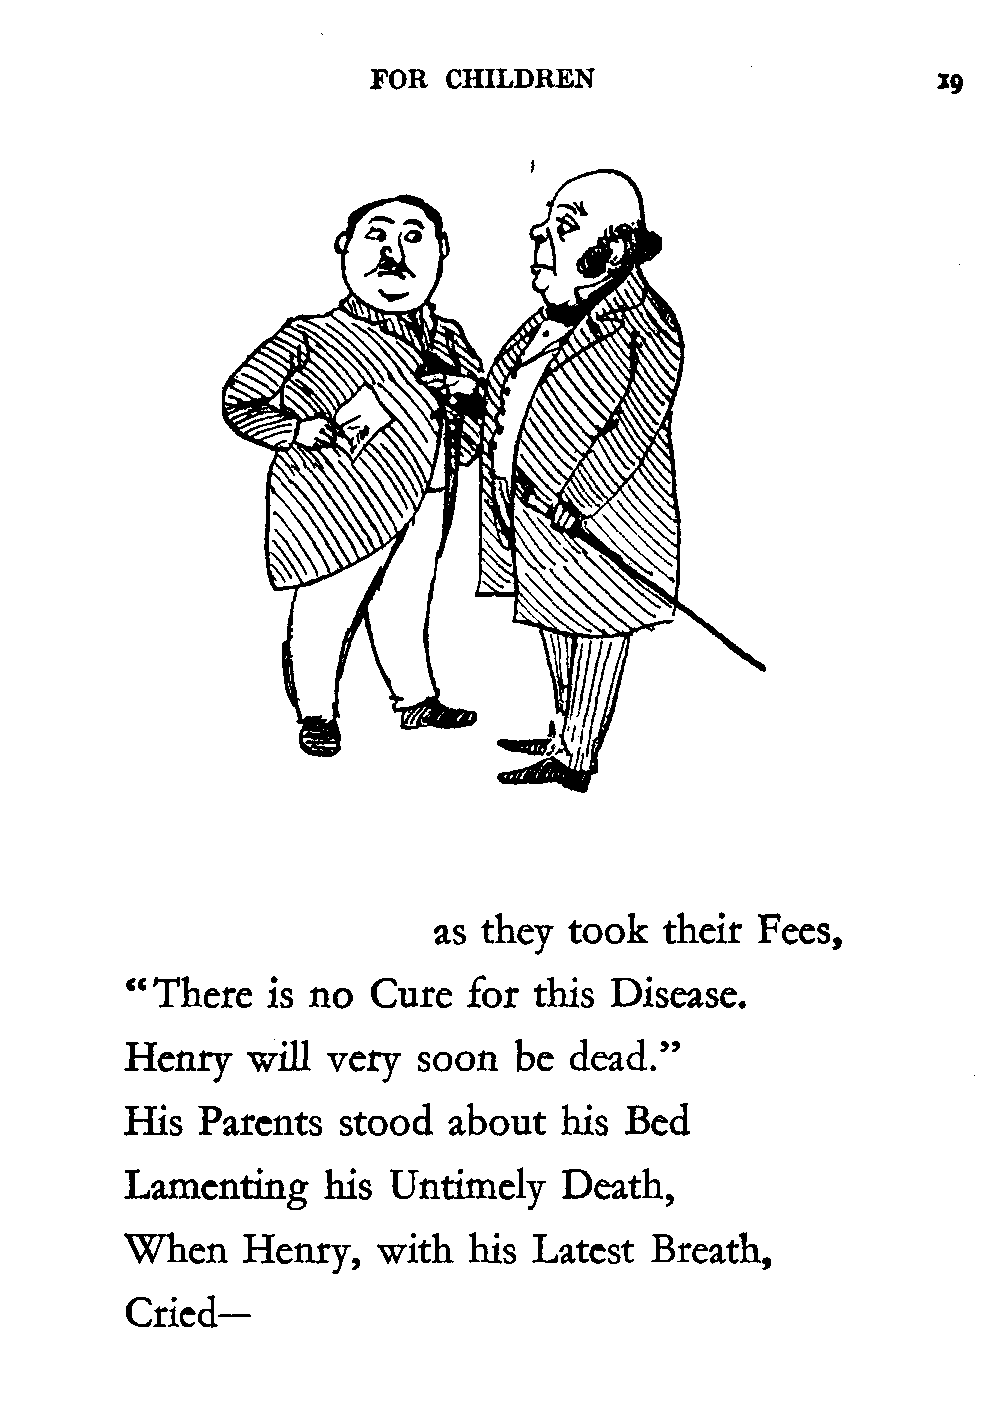 FOR CHILDREN 19
as they took their Fees,
“There is no Cure for this Disease.
Henry will very soon be dead.”
His Parents stood about his Bed
Lamenting his Untimely Death,
When Henry, with his Latest Breath,
Cried—